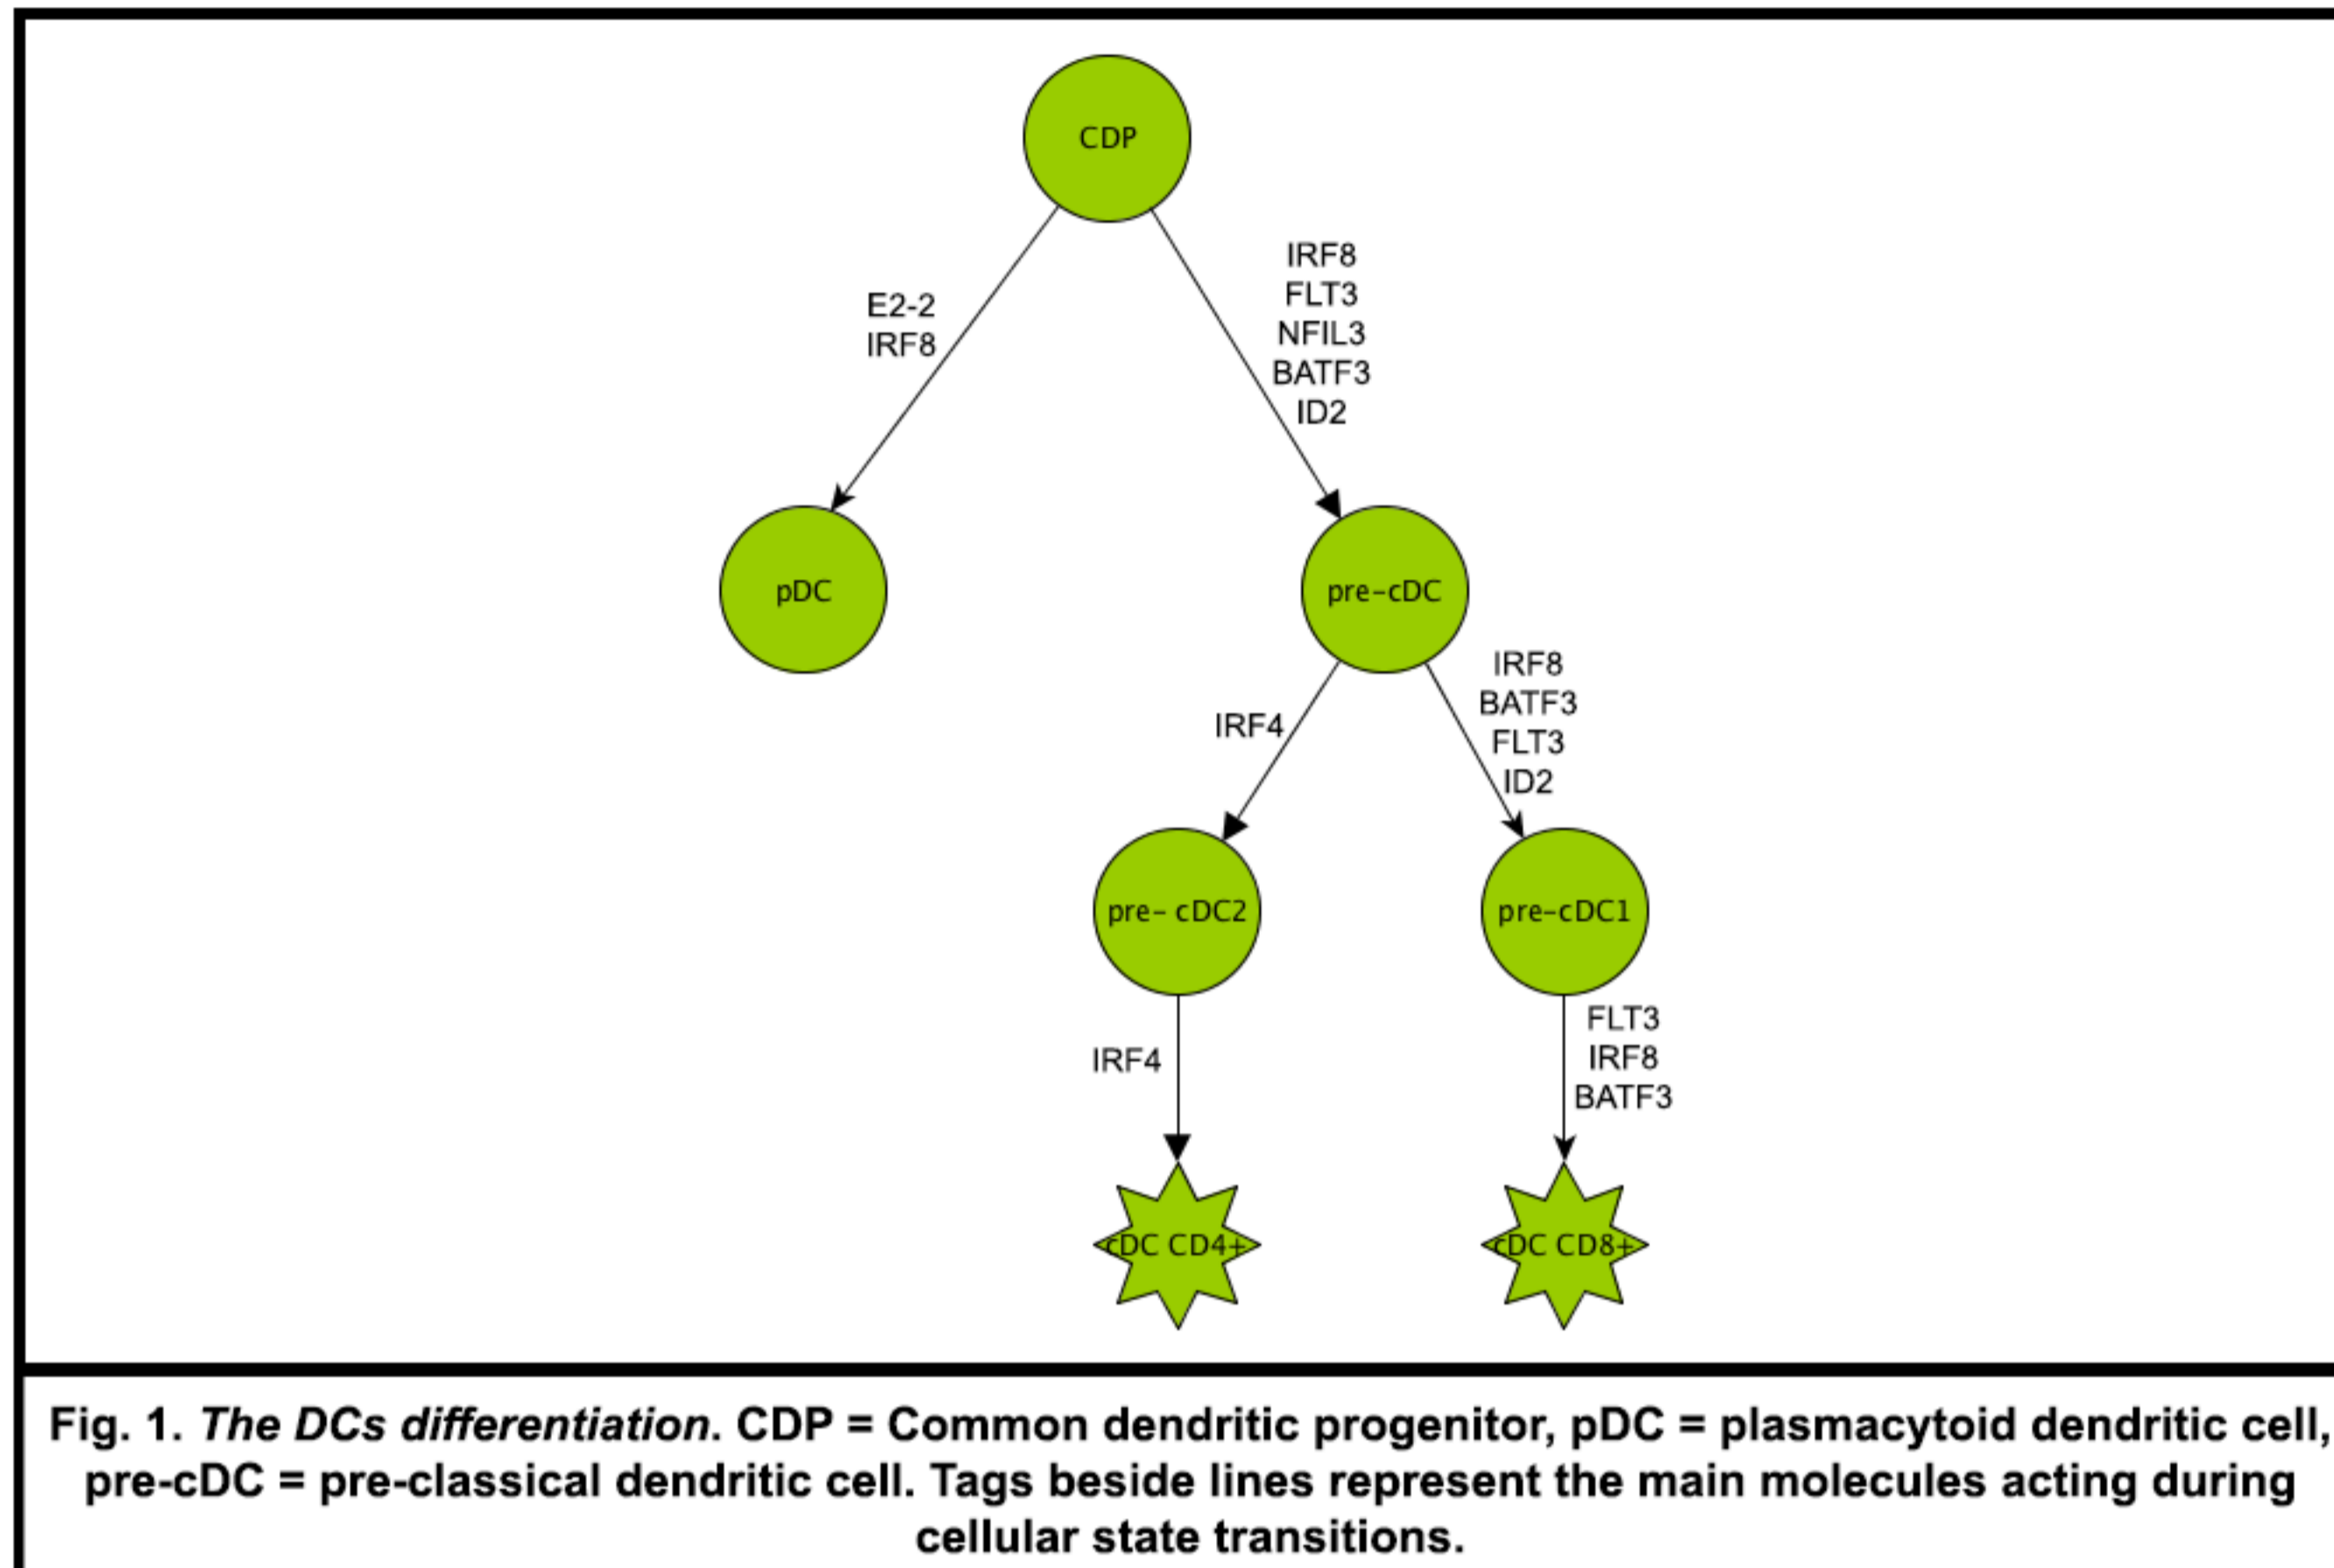 CDP
E2-2
IRF8
IRF8
FLT3
NFIL3
BATF3
ID2
pDC
pre-cDC
IRF4
IRF8
BATF3
FLT3
ID2
pre- cDC2
pre-cDC1
IRF4
FLT3
IRF8
BATF3
cDC CD4+
cDC CD8+
Fig. 1. The DCs differentiation. CDP = Common dendritic progenitor, pDC = plasmacytoid dendritic cell,
pre-cDC = pre-classical dendritic cell. Tags beside lines represent the main molecules acting during
cellular state transitions.